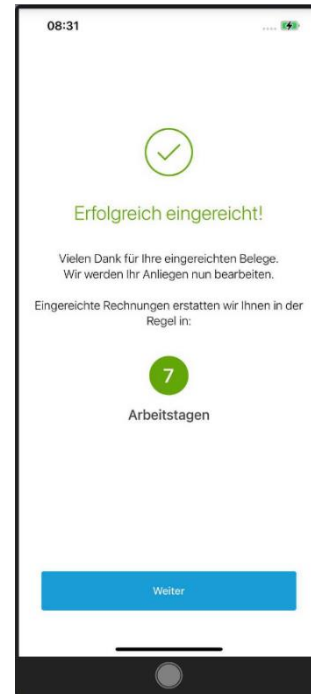 08:31
Erfolgreich eingereicht!
Vielen Dank für Ihre eingereichten Belege.
Wir werden Ihr Anliegen nun bearbeiten.
Eingereichte Rechnungen erstatten wir Ihnen in der
Regel in:
7
Arbeitstagen
Weiter